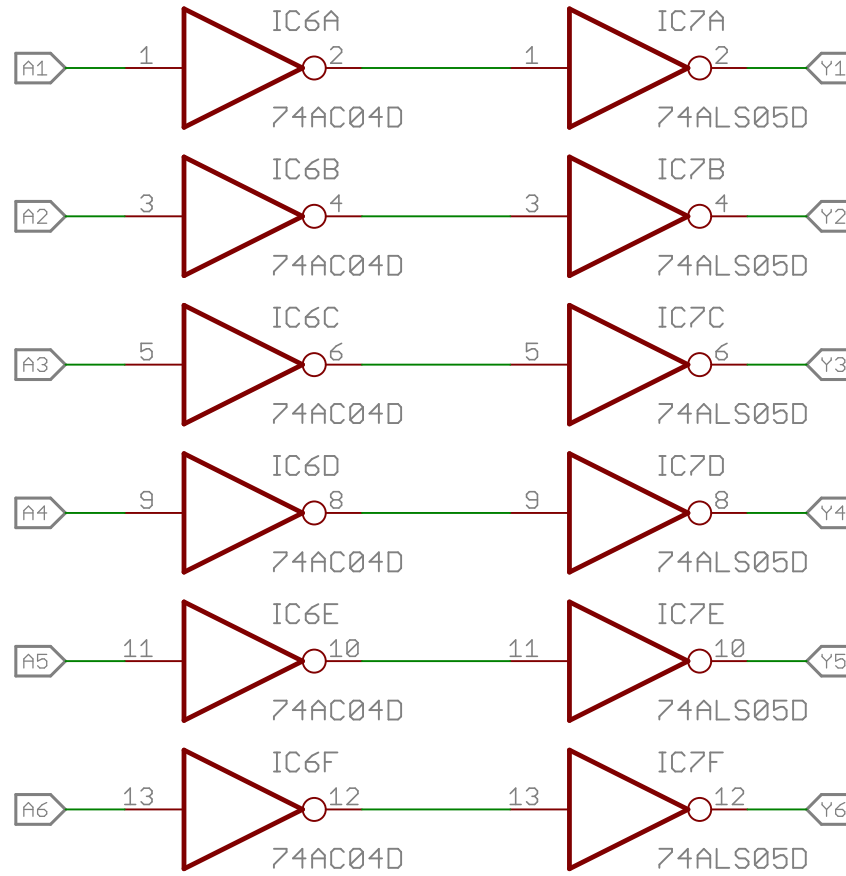 IC6A IC7A
A1 1 2 1 2 Y1
74AC04D 74ALS05D
IC6B IC7B
A2 3 4 3 4 Y2
74AC04D 74ALS05D
IC6C IC7C
A3 5 6 5 6 Y3
74AC04D 74ALS05D
IC6D IC7D
A4 9 8 9 8 Y4
74AC04D 74ALS05D
IC6E IC7E
A5 11 10 11 10 Y5
74AC04D 74ALS05D
IC6F IC7F
A6 13 12 13 12 Y6
74AC04D 74ALS05D